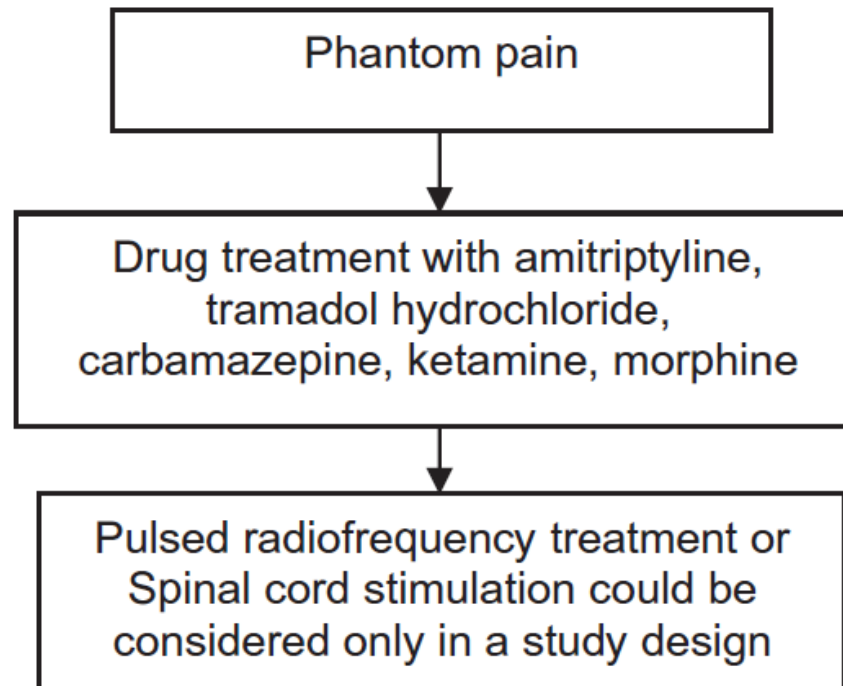 Phantom pain
Drug treatment with amitriptyline,
tramadol hydrochloride,
carbamazepine, ketamine, morphine
Pulsed radiofrequency treatment or
Spinal cord stimulation could be
considered only in a study design